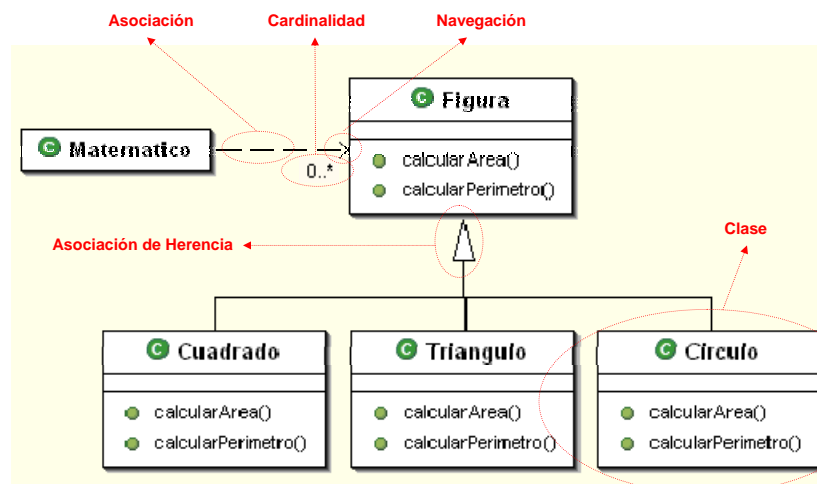 Asociación Cardinalidad Navegación
C Figura
C Matematico
calcularArea()
0..*
calcularPerimetro()
Asociación de Herencia
Clase
C Cuadrado
C Triangulo
C Circulo
calcularArea()
calcularArea()
calcularArea()
calcularPerimetro()
calcularPerimetro()
calcularPerimetro()